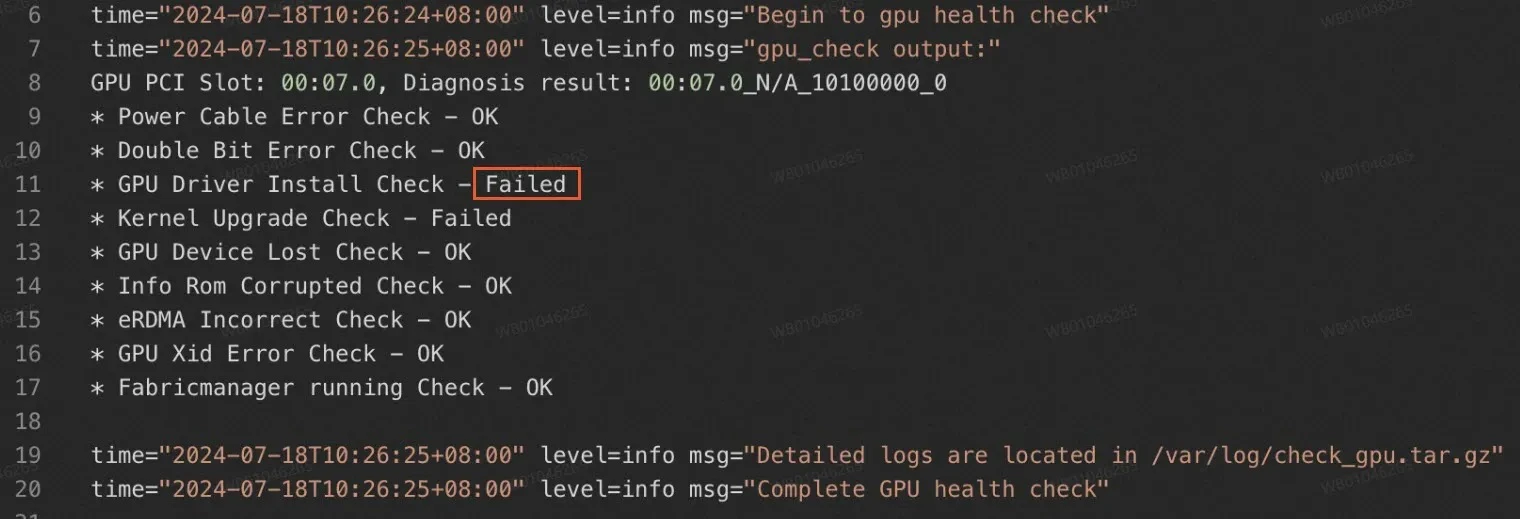 6 time="2024-07-18T10:26:24+08:00" level=info msg="Begin to gpu health check"
7 time="2024-07-18T10:26:25+08:00" level=info msg="gpu_check output:"
8 GPU PCI Slot: 00:07.0, Diagnosis result: 00:07.0_N/A_10100000_0
9 * Power Cable Error Check - OK
10 * Double Bit Error Check - OK
11 * GPU Driver Install Check - Failed
12 * Kernel Upgrade Check - Failed
13 * GPU Device Lost Check - OK
14 * Info Rom Corrupted Check - OK
15 * eRDMA Incorrect Check - OK
16 * GPU Xid Error Check - OK
17 * Fabricmanager running Check - OK
18
19 time="2024-07-18T10:26:25+08:00" level=info msg="Detailed logs are located in /var/log/check_gpu.tar.gz"
20 time="2024-07-18T10:26:25+08:00" level=info msg="Complete GPU health check"